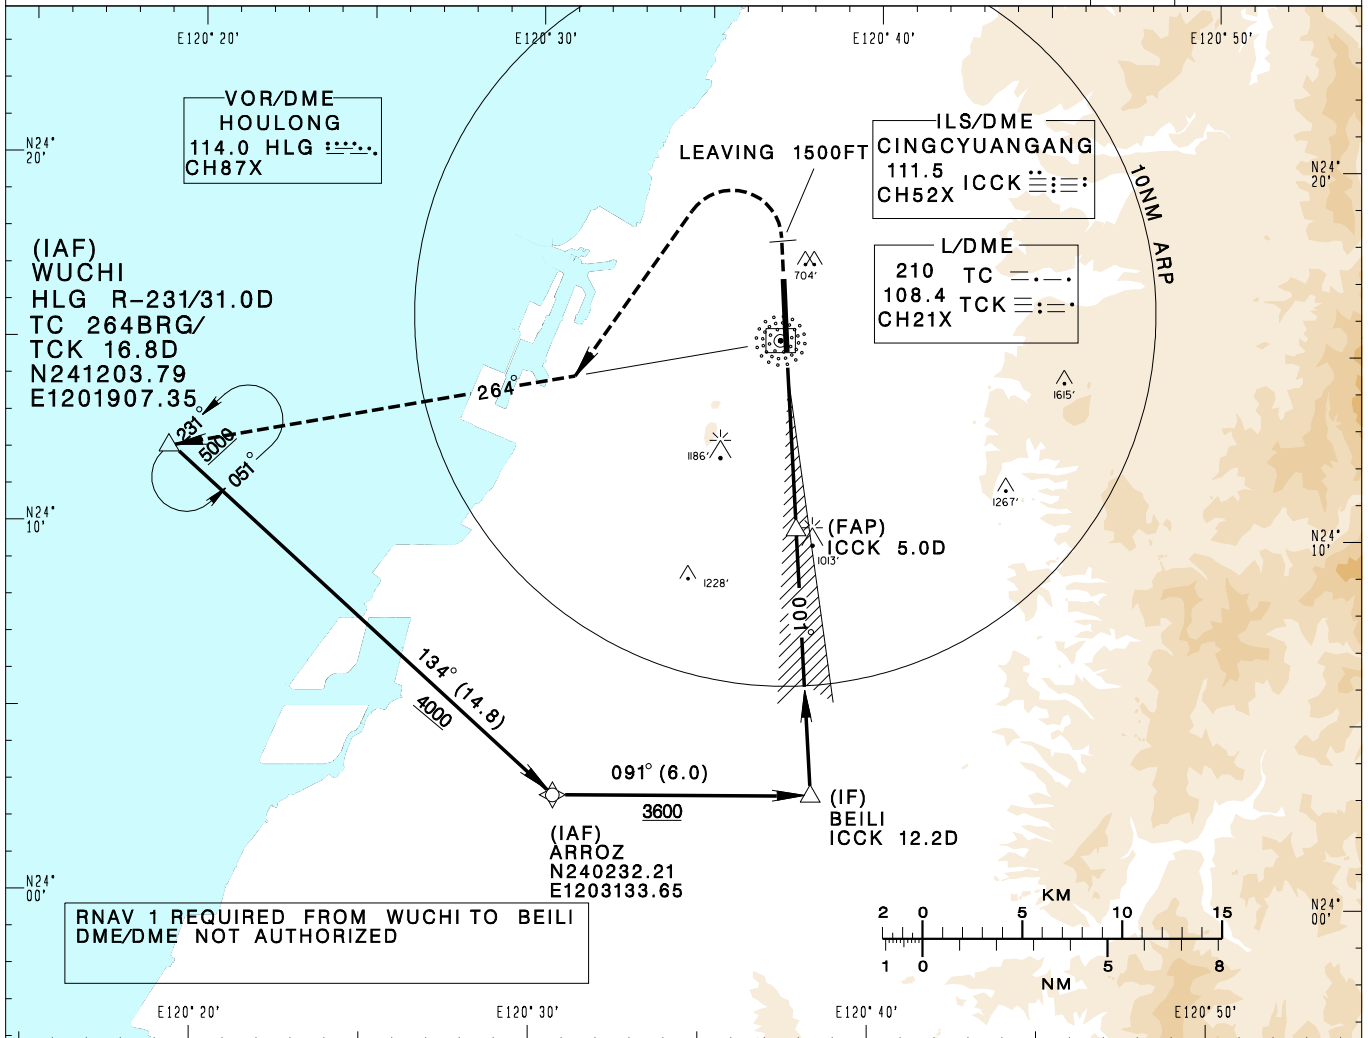 E120° 20'
E120° 30'
E120° 40'
E120° 50'
N24°
20'
N24°
20'
VOR/DME
HOULONG
114.0 HLG
CH87X
LEAVING 1500FT
ILS/DME
CINGCYUANGANG
111.5
CH52X
ICCK
10NM ARP
L/DME
210 TC
108.4
CH21X
TCK
704'
(IAF)
WUCHI
HLG R-231/31.0D
TC 264BRG/
TCK 16.8D
N241203.79
E1201907.35
264°
231°
5000
051°
1615'
1186'
1267'
N24°
10'
N24°
10'
(FAP)
ICCK 5.0D
1013'
1228'
001°
134° (14.8)
4000
091° (6.0)
3600
(IF)
BEILI
ICCK 12.2D
(IAF)
ARROZ
N240232.21
E1203133.65
N24°
00'
N24°
00'
RNAV 1 REQUIRED FROM WUCHI TO BEILI
DME/DME NOT AUTHORIZED
KM
2 0 5 10 15
1 0 5 8
NM
E120° 20'
E120° 30'
E120° 40'
E120° 50'